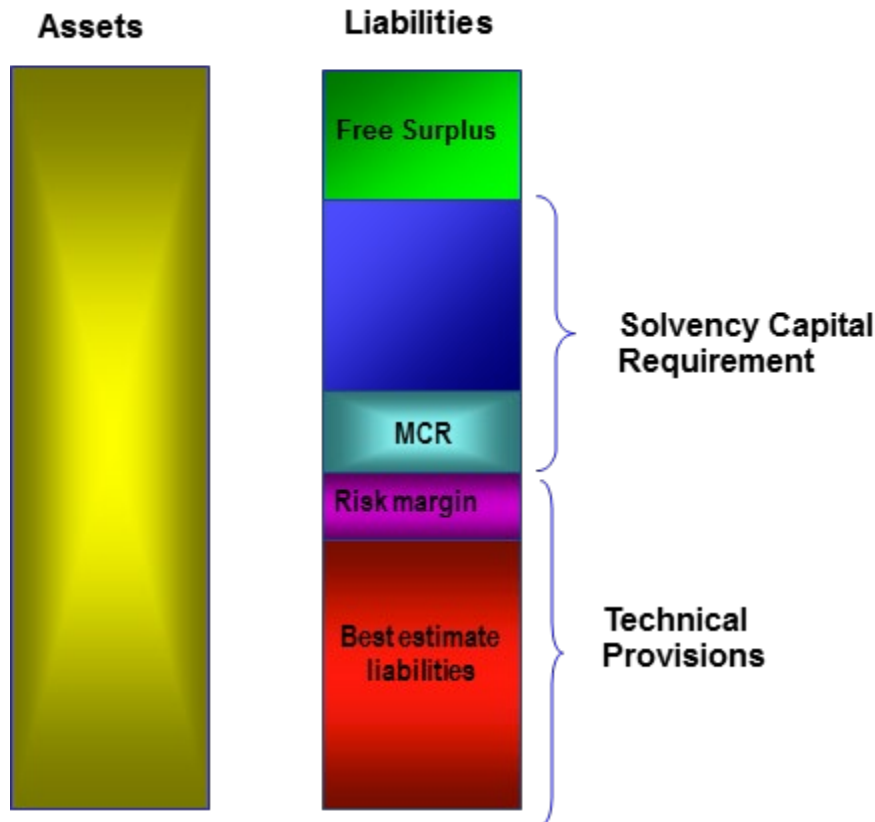 Assets
Liabilities
Free Surplus
Solvency Capital
Requirement
MCR
Risk margin
Best estimate
liabilities
Technical
Provisions